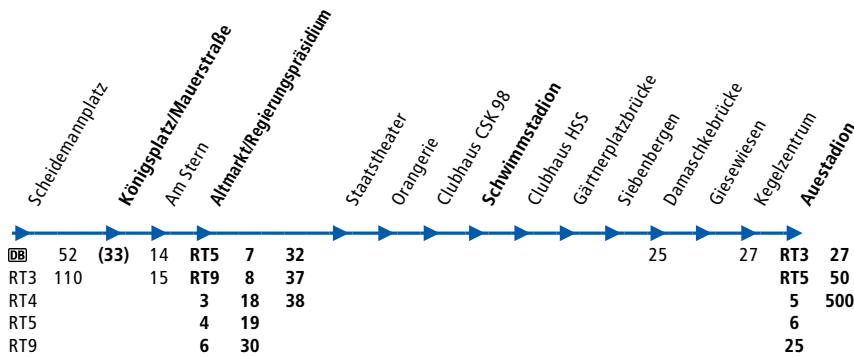 Scheidemannplatz
Königsplatz/Mauerstraße
Am Stern
Altmarkt/Regierungspräsidium
Staatstheater
Orangerie
Clubhaus CSK 98
Schwimmstadion
Clubhaus HSS
Gärtnerplatzbrücke
Siebenbergen
Damaschkebrücke
Giesewiesen
Kegelzentrum
Auestadion
DB 52 (33) 14 RT5 7 32 25 27 RT3 27
RT3 110 15 RT9 8 37 RT5 50
RT4 3 18 38 5 500
RT5 4 19 6
RT9 6 30 25